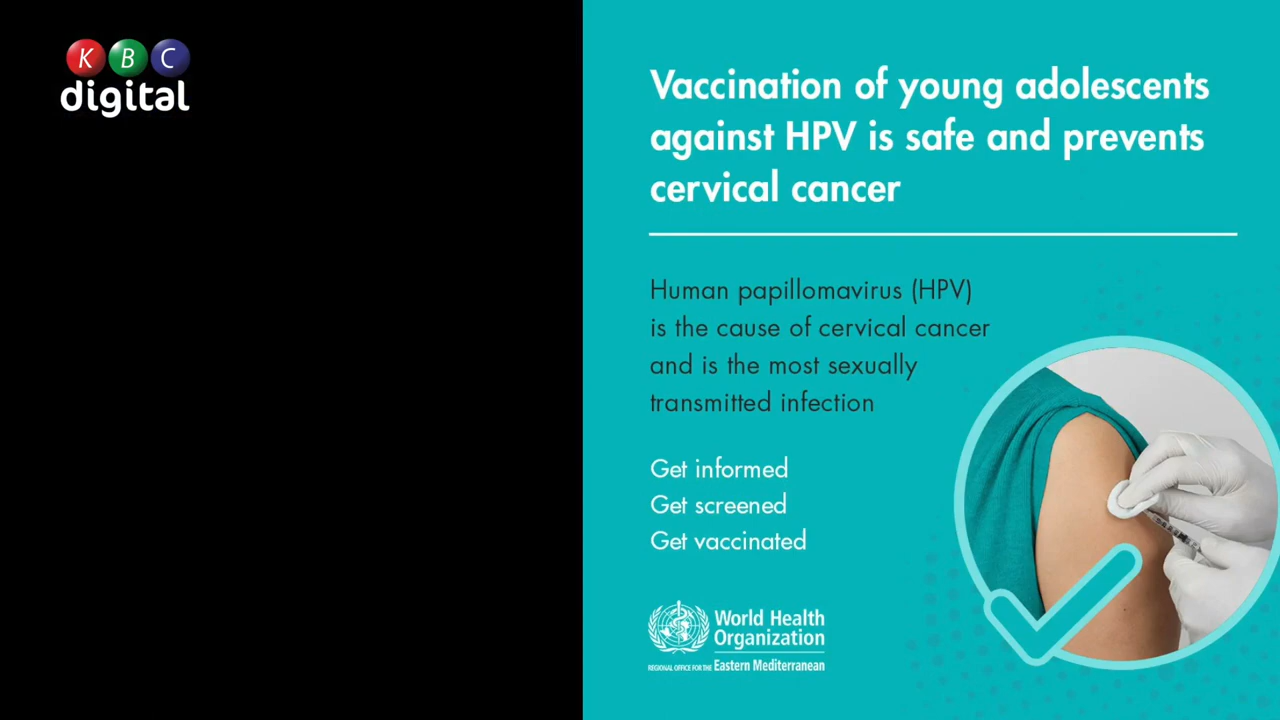 K B C
digital
Vaccination of young adolescents
against HPV is safe and prevents
cervical cancer
Human papillomavirus (HPV)
is the cause of cervical cancer
and is the most sexually
transmitted infection
Get informed
Get screened
Get vaccinated
World Health
Organization
REGIONAL OFFICE FOR THE Eastern Mediterranean